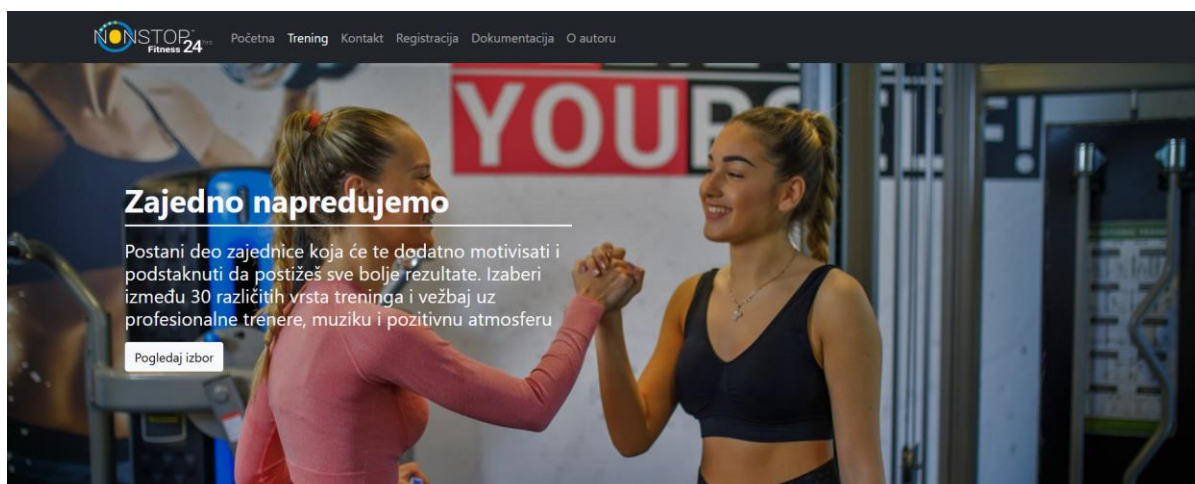 NONSTOP
Fitness 24
Početna Trening Kontakt Registracija Dokumentacija O autoru
YOURSELF!
Zajedno napredujemo
Postani deo zajednice koja će te dodatno motivisati i
podstaknuti da postižeš sve bolje rezultate. Izaberi
između 30 različitih vrsta treninga i vežbaj uz
profesionalne trenere, muziku i pozitivnu atmosferu
Pogledaj izbor